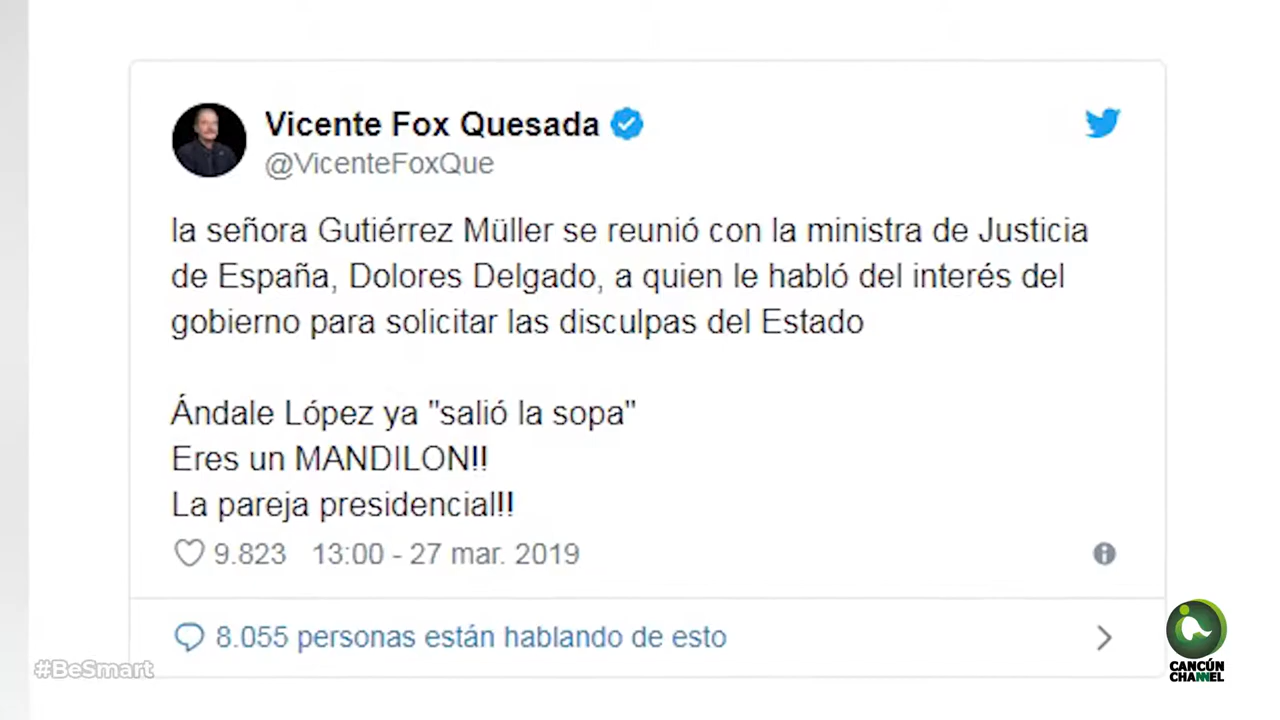 Vicente Fox Quesada
@VicenteFoxQue
la señora Gutiérrez Müller se reunió con la ministra de Justicia
de España, Dolores Delgado, a quien le habló del interés del
gobierno para solicitar las disculpas del Estado
Ándale López ya "salió la sopa"
Eres un MANDILON!!
La pareja presidencial!!
9.823 13:00 - 27 mar. 2019
8.055 personas están hablando de esto
#BeSmart
CANCÚN
CHANNEL